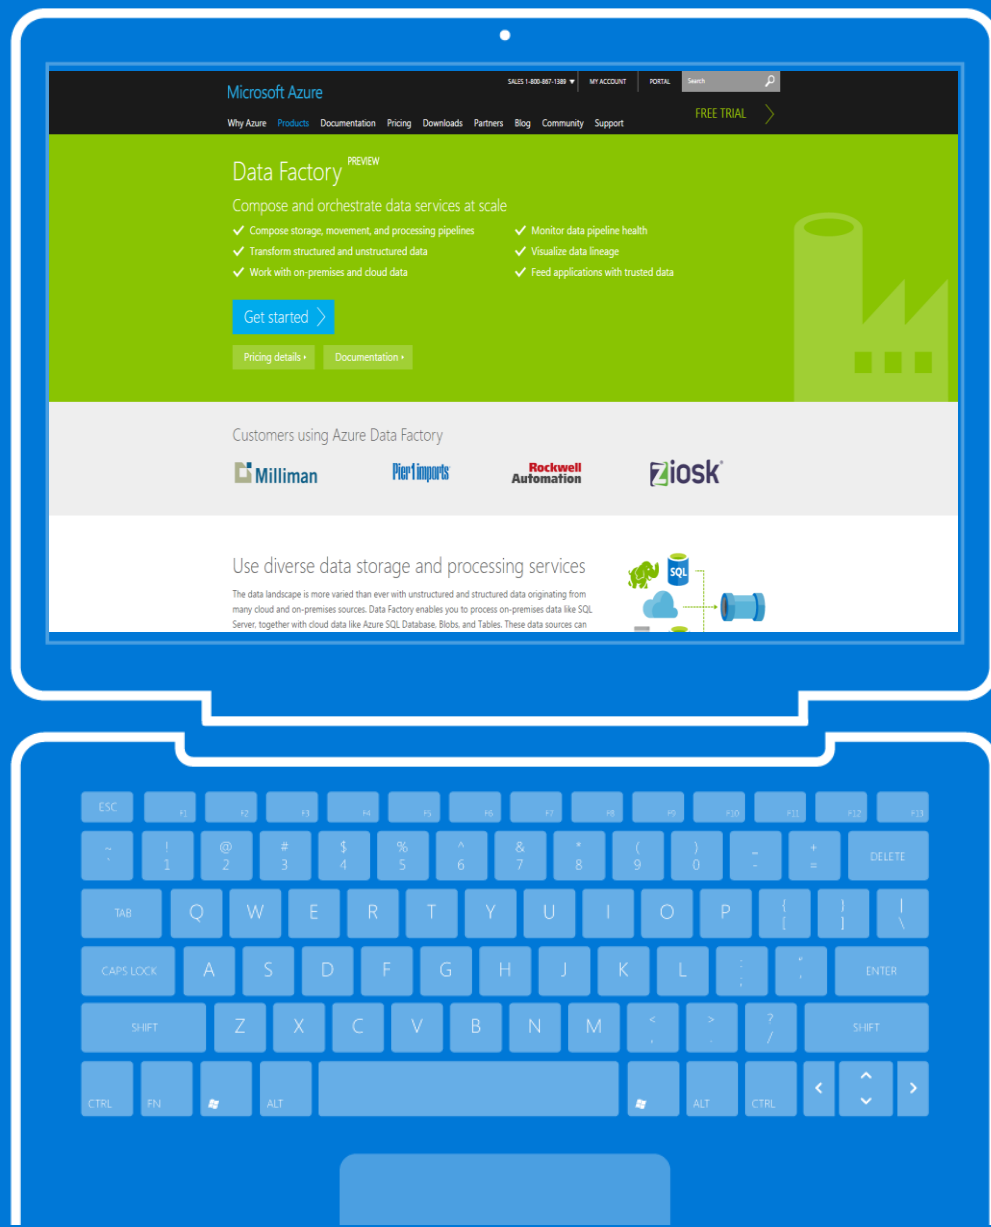 SALES 1-800-867-1389 MY ACCOUNT PORTAL Search
Microsoft Azure
FREE TRIAL
Why Azure Products Documentation Pricing Downloads Partners Blog Community Support
Data Factory PREVIEW
Compose and orchestrate data services at scale
Compose storage, movement, and processing pipelines
Transform structured and unstructured data
Work with on-premises and cloud data
Monitor data pipeline health
Visualize data lineage
Feed applications with trusted data
Get started
Pricing details
Documentation
Customers using Azure Data Factory
Milliman
Pier 1 imports
Rockwell
Automation
Ziosk
Use diverse data storage and processing services
The data landscape is more varied than ever with unstructured and structured data originating from
many cloud and on-premises sources. Data Factory enables you to process on-premises data like SQL
Server, together with cloud data like Azure SQL Database, Blobs, and Tables. These data sources can
SQL
ESC F1 F2 F3 F4 F5 F6 F7 F8 F9 F10 F11 F12 F13
~ ! @ # $ % ^ & * ( ) _ +
` 1 2 3 4 5 6 7 8 9 0 - = DELETE
TAB Q W E R T Y U I O P { [ } ] | \
CAPS LOCK A S D F G H J K L : ; " ' ENTER
SHIFT Z X C V B N M < , > . ? / SHIFT
CTRL FN ALT ALT CTRL